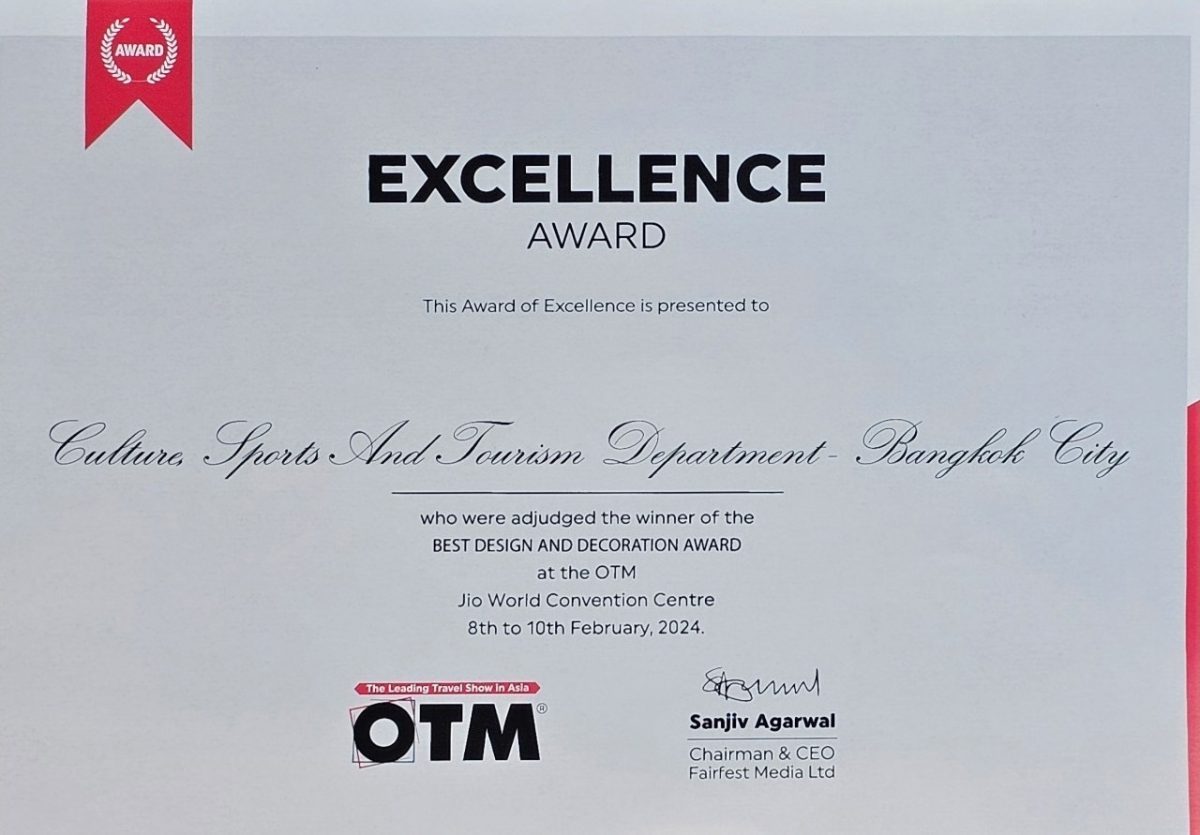 AWARD
EXCELLENCE
AWARD
This Award of Excellence is presented to
Culture, Sports And Tourism Department - Bangkok City
who were adjudged the winner of the
BEST DESIGN AND DECORATION AWARD
at the OTM
Jio World Convention Centre
8th to 10th February, 2024.
The Leading Travel Show in Asia
OTM®
Sanjiv Agarwal
Chairman & CEO
Fairfest Media Ltd